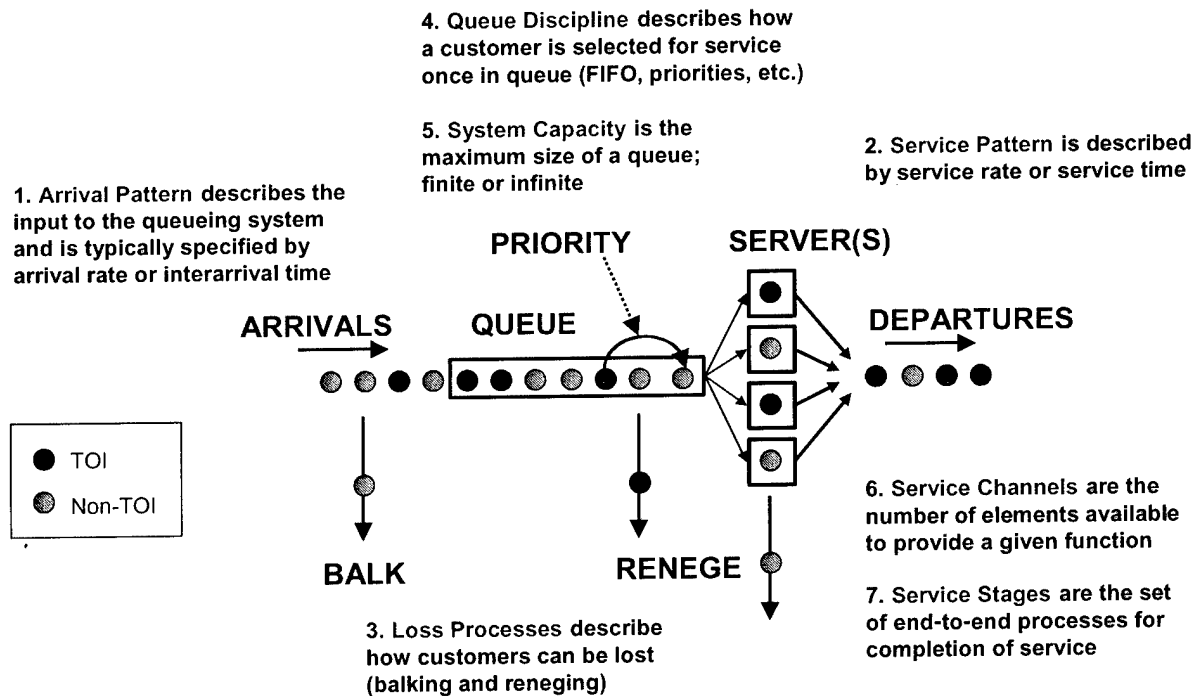 4. Queue Discipline describes how
a customer is selected for service
once in queue (FIFO, priorities, etc.)
5. System Capacity is the
maximum size of a queue;
finite or infinite
2. Service Pattern is described
by service rate or service time
1. Arrival Pattern describes the
input to the queueing system
and is typically specified by
arrival rate or interarrival time
PRIORITY
SERVER(S)
ARRIVALS
QUEUE
DEPARTURES
TOI
Non-TOI
BALK
RENEGE
6. Service Channels are the
number of elements available
to provide a given function
7. Service Stages are the set
of end-to-end processes for
completion of service
3. Loss Processes describe
how customers can be lost
(balking and reneging)